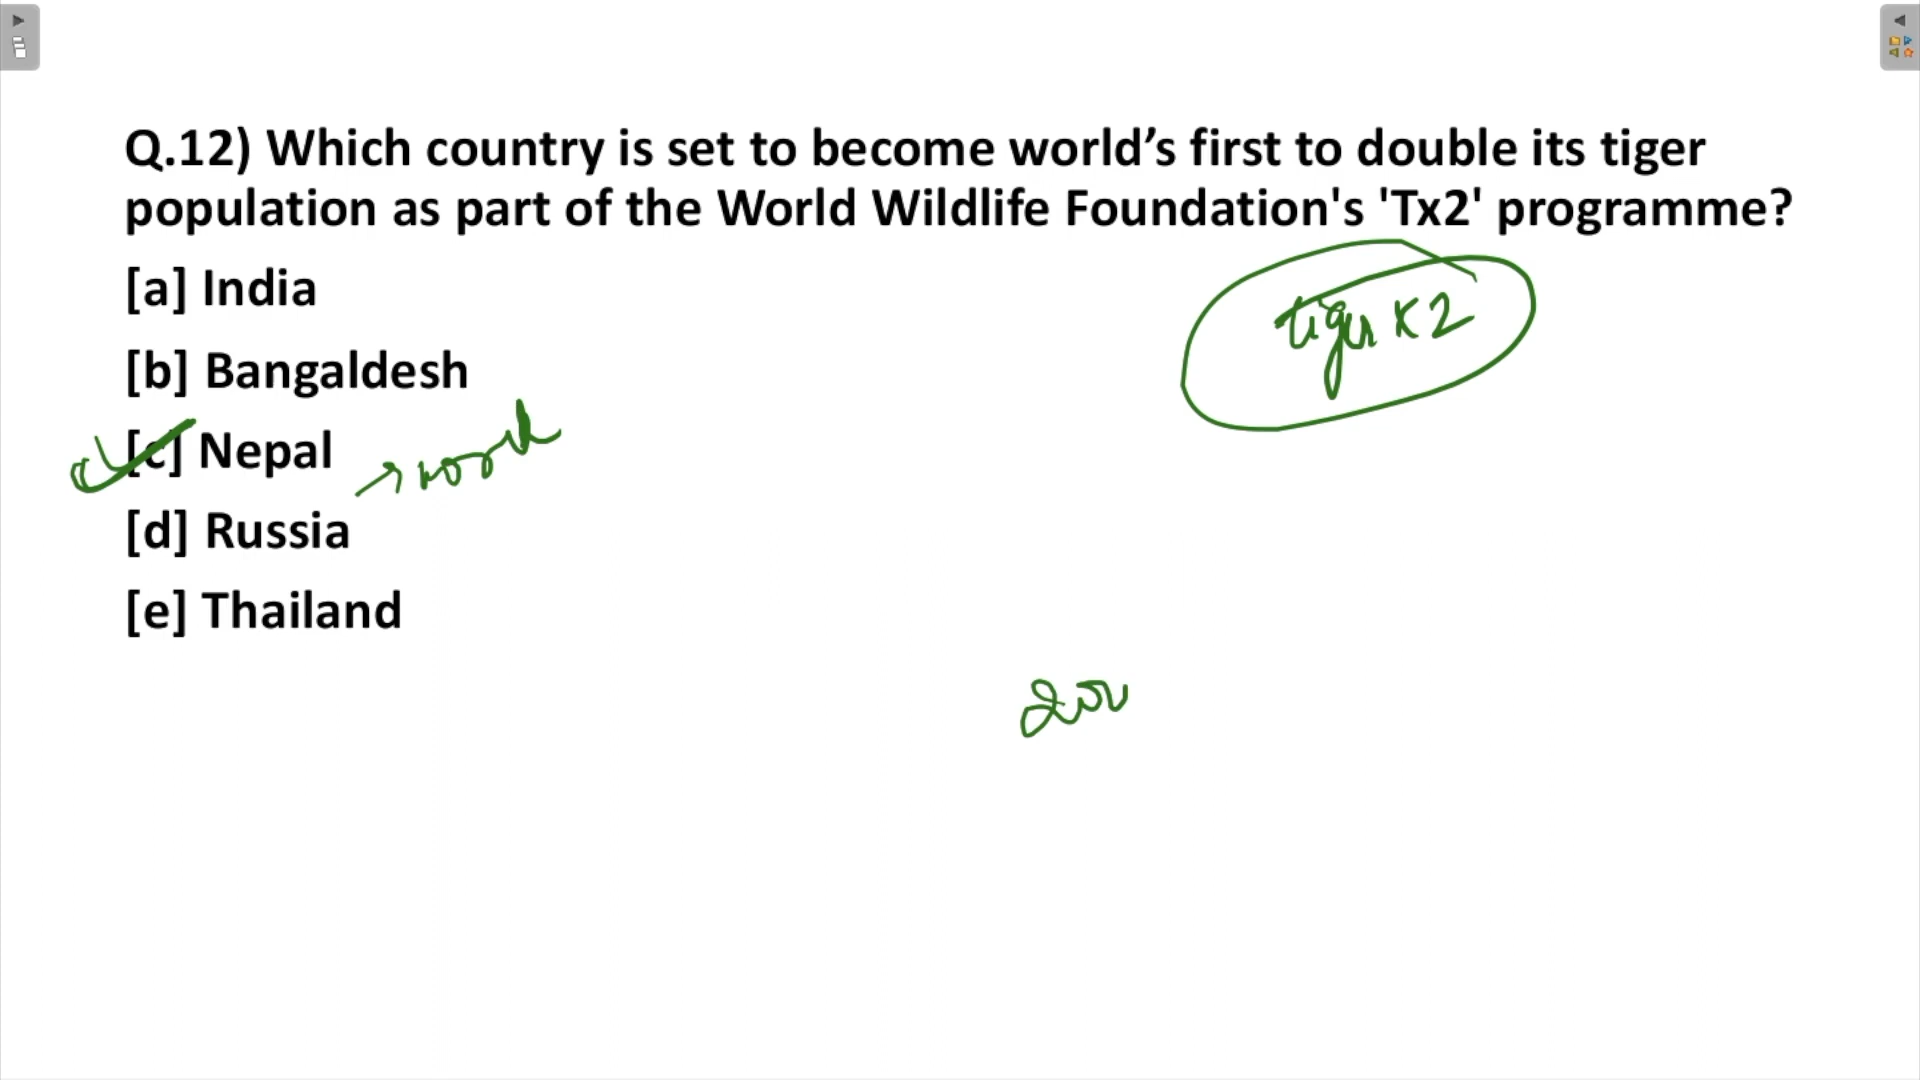 Q.12) Which country is set to become world’s first to double its tiger
population as part of the World Wildlife Foundation's 'Tx2' programme?
[a] India
tiger x 2
[b] Bangaldesh
[c] Nepal
[d] Russia
[e] Thailand